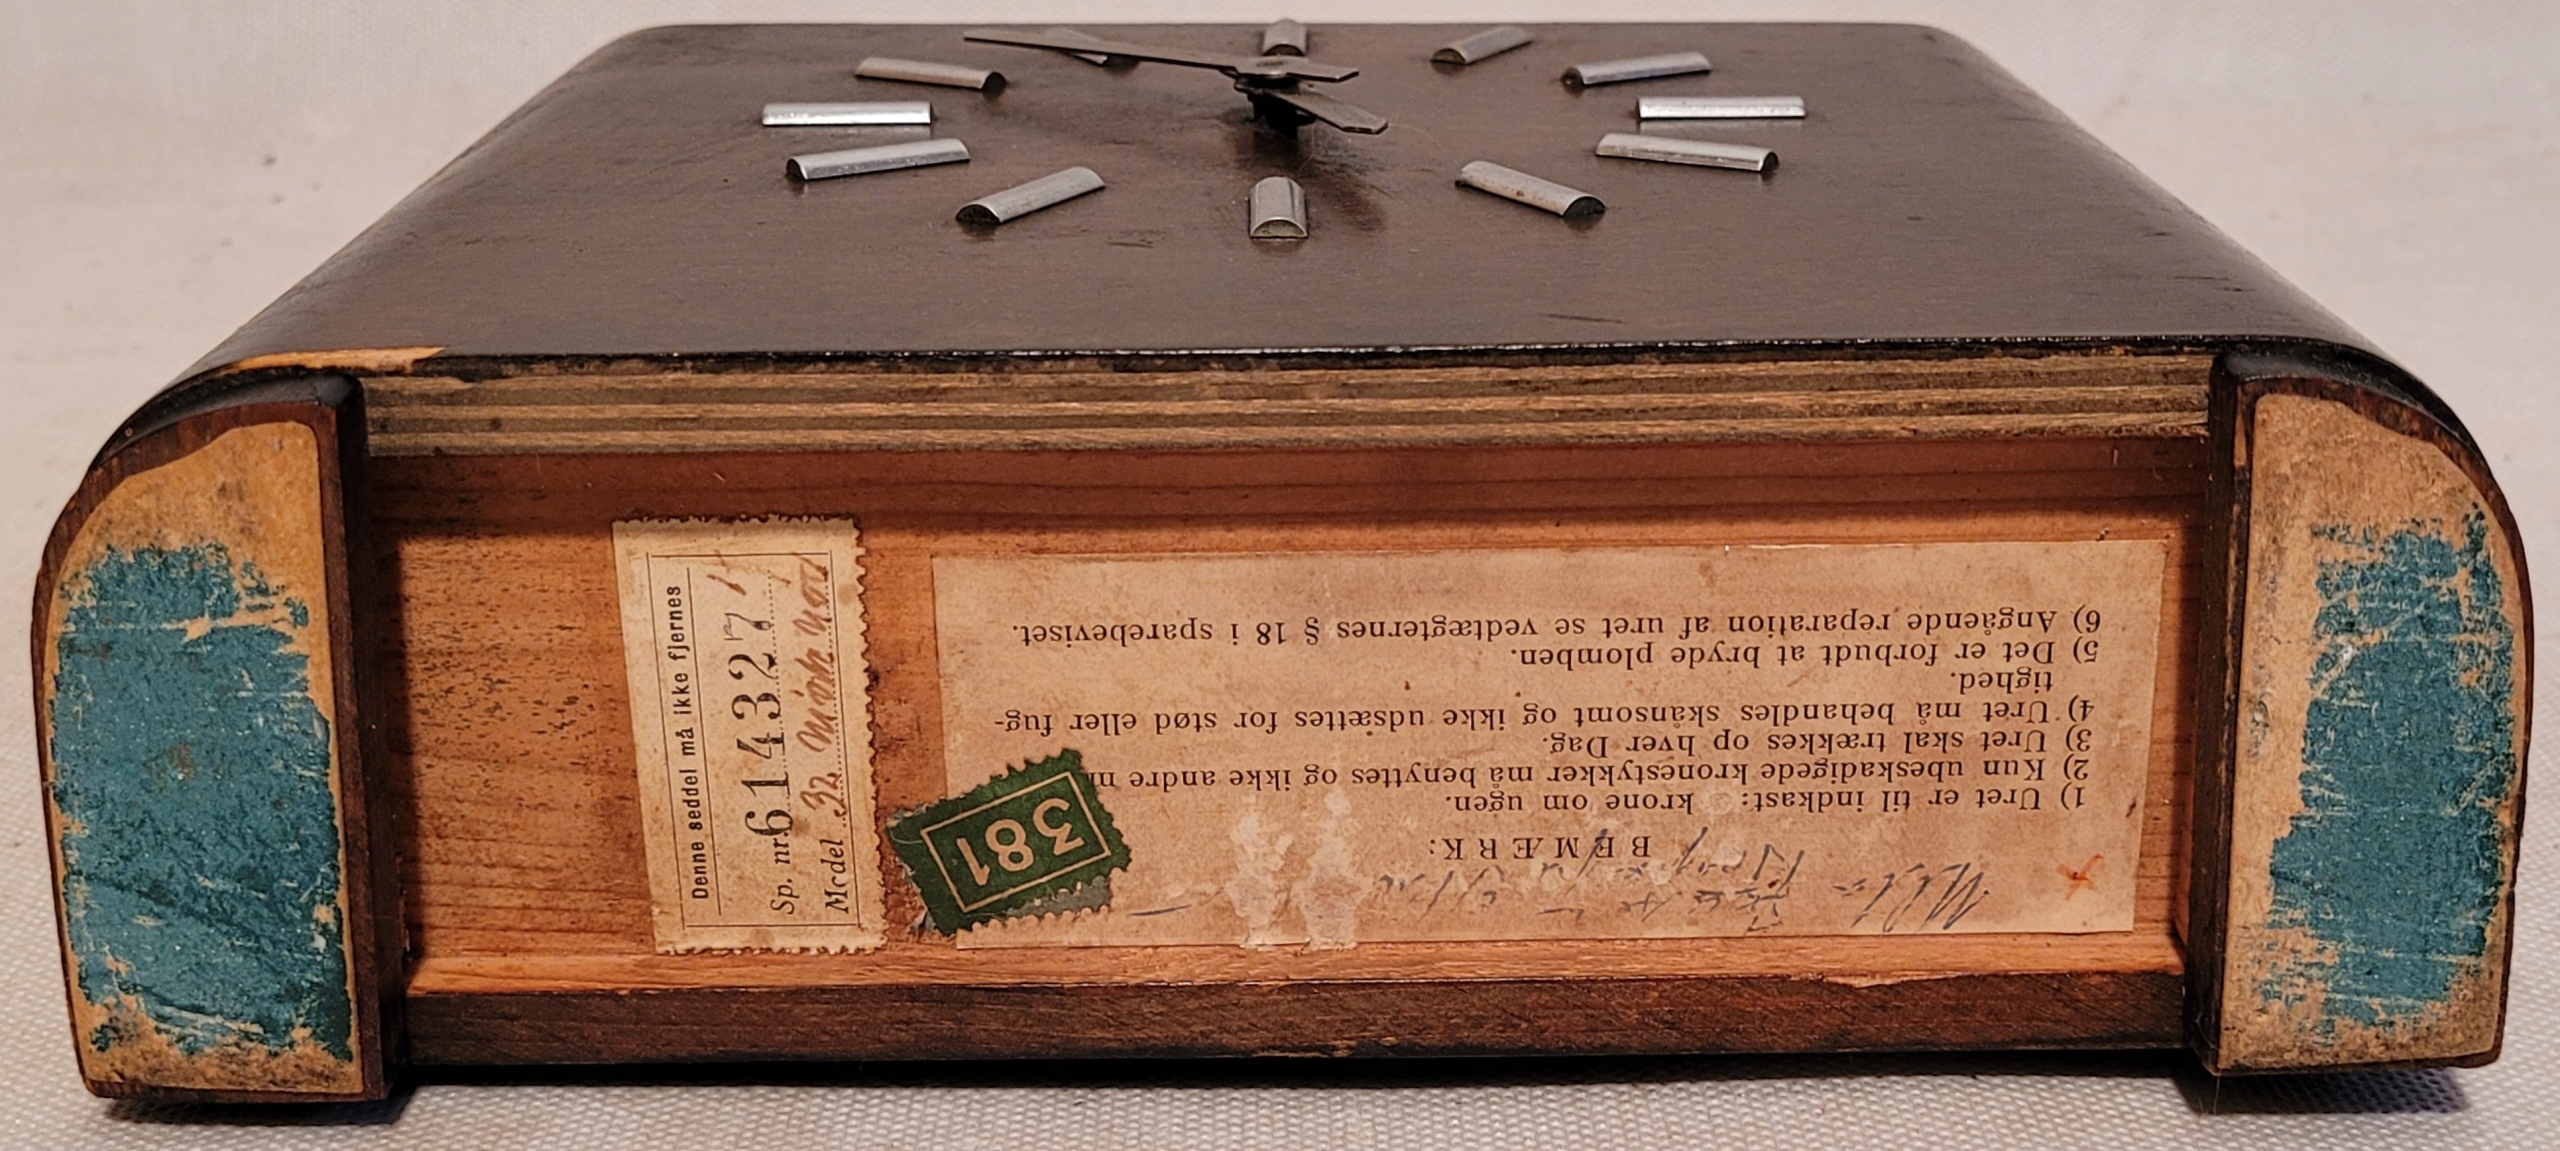 Denne seddel må ikke fjernes
Sp. nr. 614327
Model 32
381
BEMÆRK:
1) Uret er til indkast: krone om ugen.
2) Kun ubeskadigede kronestykker må benyttes og ikke andre
3) Uret skal trækkes op hver Dag.
4) Uret må behandles skånsomt og ikke udsættes for stød eller fug-
tighed.
5) Det er forbudt at bryde plomben.
6) Angående reparation af uret se vedtægternes § 18 i sparebeviset.